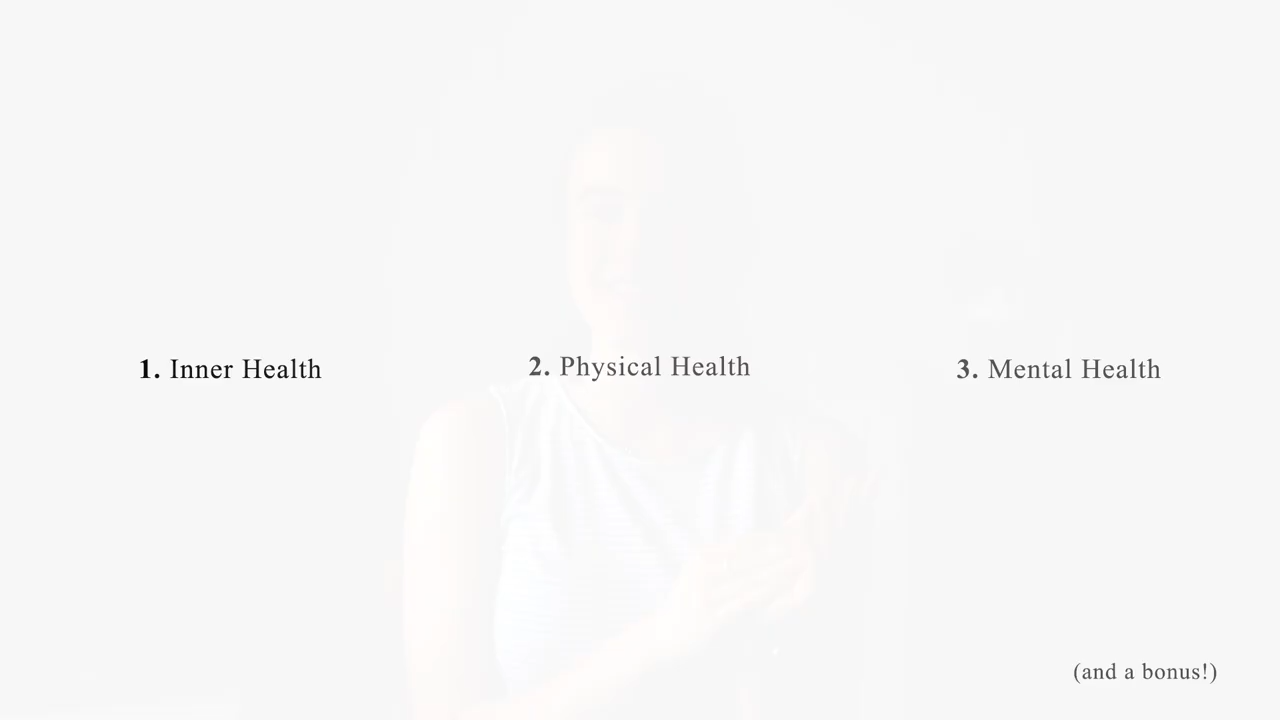 1. Inner Health
2. Physical Health
3. Mental Health
(and a bonus!)